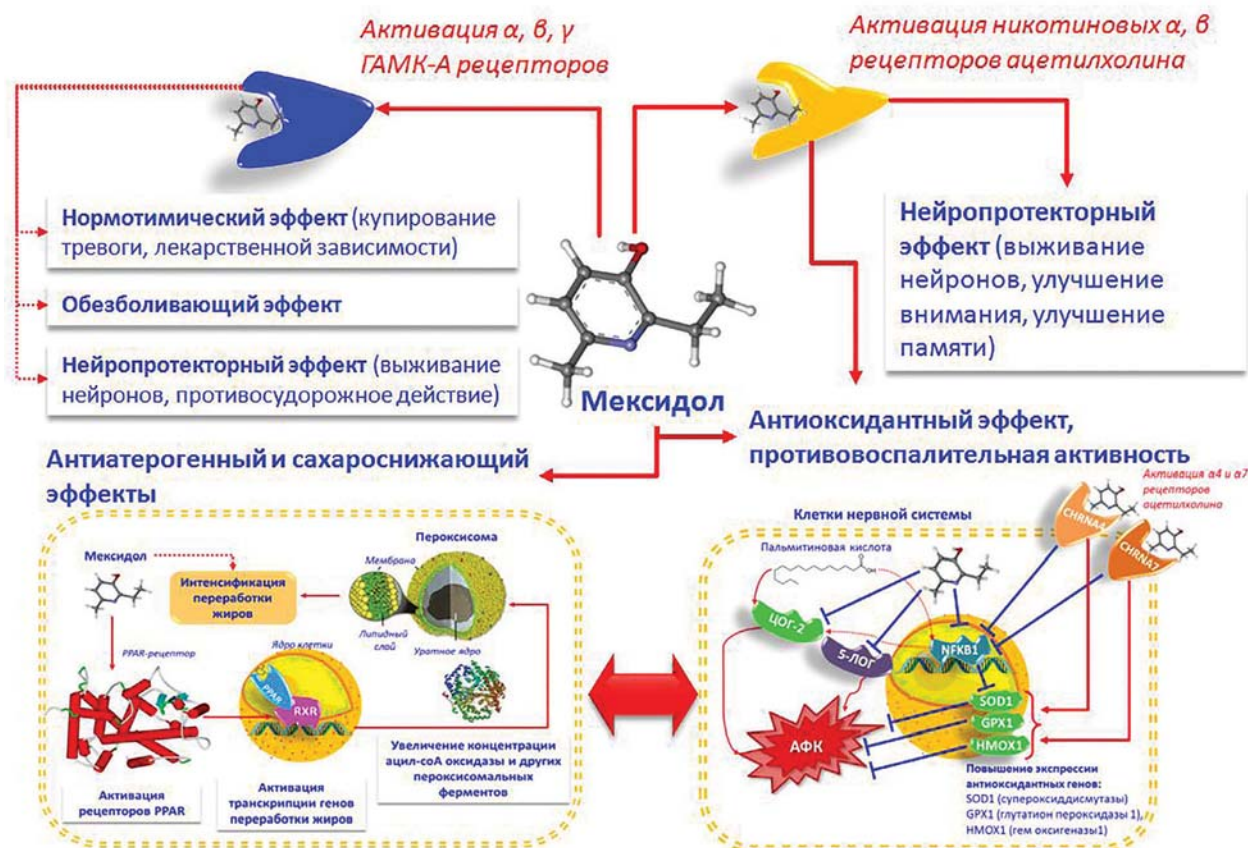 Активация α, β, γ
ГАМК-А рецепторов
Активация никотиновых α, β
рецепторов ацетилхолина
Нормотимический эффект (купирование
тревоги, лекарственной зависимости)
Обезболивающий эффект
Нейропротекторный эффект (выживание
нейронов, противосудорожное действие)
Мексидол
Нейропротекторный
эффект (выживание
нейронов, улучшение
внимания, улучшение
памяти)
Антиатерогенный и сахароснижающий
эффекты
Мексидол
Интенсификация
переработки
жиров
Пероксисома
Мембрана
Липидный
слой
Уратное ядро
PPAR-рецептор
Ядро клетки
PPAR
RXR
Активация
рецепторов PPAR
Активация
транскрипции генов
переработки жиров
Увеличение концентрации
ацил-соА оксидазы и других
пероксисомальных
ферментов
Антиоксидантный эффект,
противовоспалительная активность
Активация α4 и α7
рецепторов
ацетилхолина
Клетки нервной системы
CHRNA4
CHRNA7
Пальмитиновая кислота
OH
O
ЦОГ-2
5-ЛОГ
NFKB1
SOD1
GPX1
HMOX1
АФК
Повышение экспрессии
антиоксидантных генов:
SOD1 (супероксиддисмутазы)
GPX1 (глутатион пероксидазы 1),
HMOX1 (гем оксигеназы1)